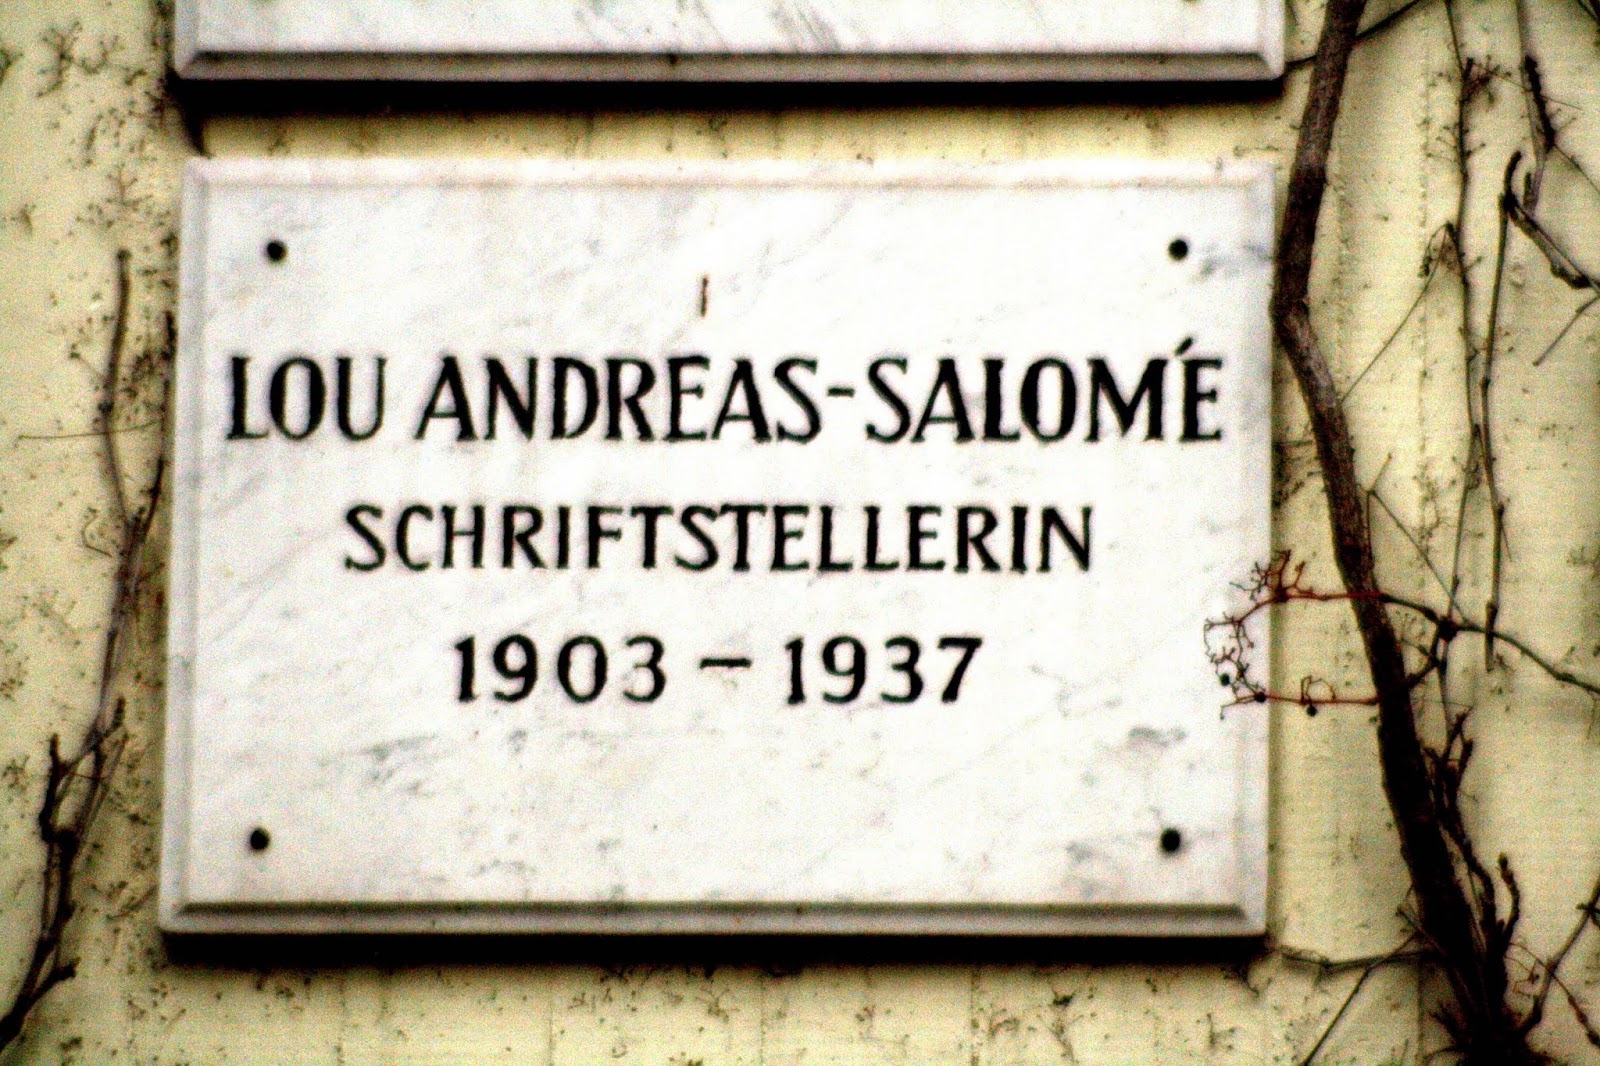 LOU ANDREAS-SALOMÉ
SCHRIFTSTELLERIN
1903 – 1937